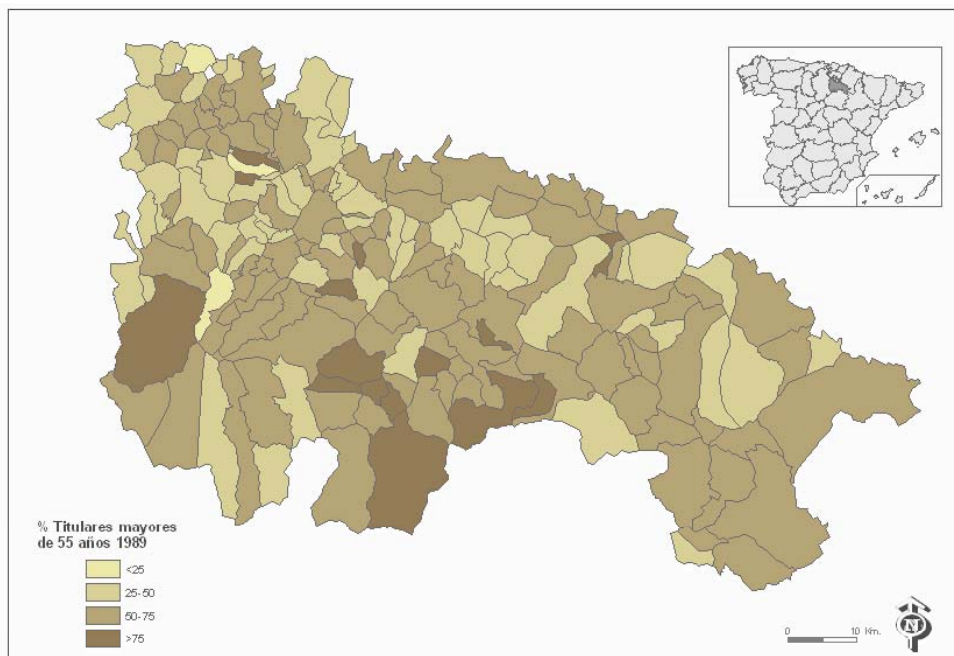 % Titulares mayores
de 55 años 1989
<25
25-50
50-75
>75
0 10 Km.
N